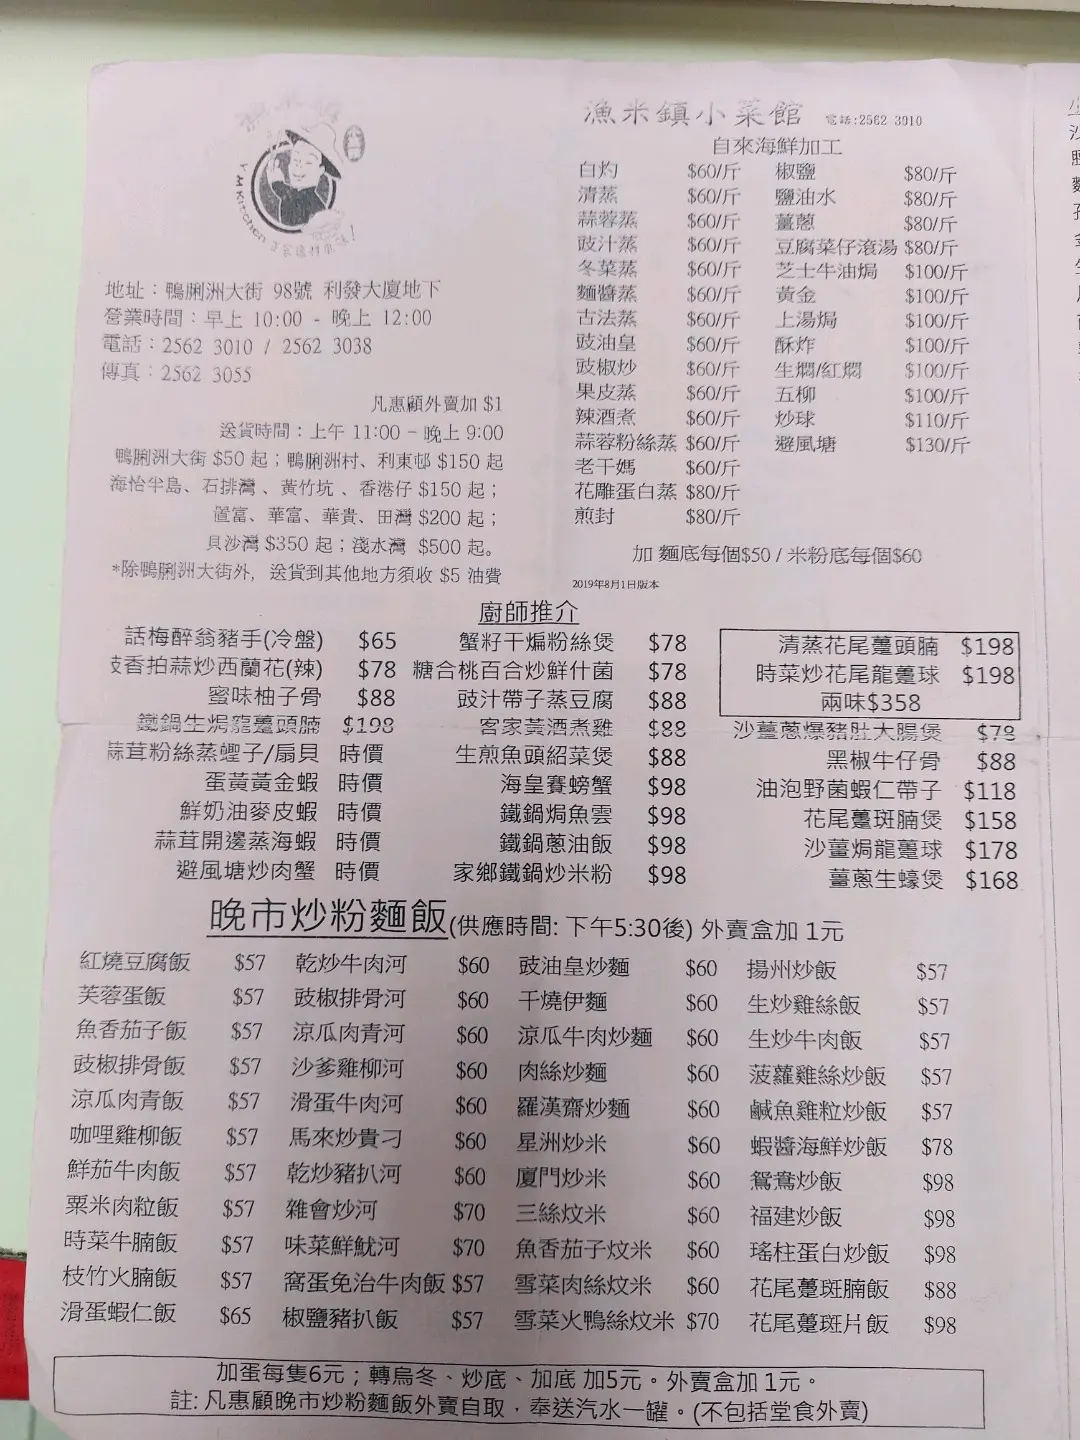 Y M Kitchen
地址：鴨脷洲大街 98號 利發大廈地下
營業時間：早上 10:00 - 晚上 12:00
電話：2562 3010 / 2562 3038
傳真：2562 3055
凡惠顧外賣加 $1
送貨時間：上午 11:00 - 晚上 9:00
鴨脷洲大街 $50 起；鴨脷洲村、利東邨 $150 起
海怡半島、石排灣、黃竹坑、香港仔 $150 起；
置富、華富、華貴、田灣 $200 起；
貝沙灣 $350 起；淺水灣 $500 起。
*除鴨脷洲大街外，送貨到其他地方須收 $5 油費
漁米鎮小菜館 電話:2562 3010
自來海鮮加工
白灼 $60/斤 椒鹽 $80/斤
清蒸 $60/斤 鹽油水 $80/斤
蒜蓉蒸 $60/斤 薑蔥 $80/斤
豉汁蒸 $60/斤 豆腐菜仔滾湯 $80/斤
冬菜蒸 $60/斤 芝士牛油焗 $100/斤
麵醬蒸 $60/斤 黃金 $100/斤
古法蒸 $60/斤 上湯焗 $100/斤
豉油皇 $60/斤 酥炸 $100/斤
豉椒炒 $60/斤 生燜/紅燜 $100/斤
果皮蒸 $60/斤 五柳 $100/斤
辣酒煮 $60/斤 炒球 $110/斤
蒜蓉粉絲蒸 $60/斤 避風塘 $130/斤
老干媽 $60/斤
花雕蛋白蒸 $80/斤
煎封 $80/斤
加 麵底每個$50 / 米粉底每個$60
2019年8月1日版本
廚師推介
話梅醉翁豬手(冷盤) $65 蟹籽干煸粉絲煲 $78 清蒸花尾躉頭腩 $198
豉香拍蒜炒西蘭花(辣) $78 糖合桃百合炒鮮什菌 $78 時菜炒花尾龍躉球 $198
蜜味柚子骨 $88 豉汁帶子蒸豆腐 $88 兩味$358
鐵鍋生焗龍躉頭腩 $198 客家黃酒煮雞 $88 沙薑蔥爆豬肚大腸煲 $78
蒜茸粉絲蒸蟶子/扇貝 時價 生煎魚頭紹菜煲 $88 黑椒牛仔骨 $88
蛋黃黃金蝦 時價 海皇賽螃蟹 $98 油泡野菌蝦仁帶子 $118
鮮奶油麥皮蝦 時價 鐵鍋焗魚雲 $98 花尾躉斑腩煲 $158
蒜茸開邊蒸海蝦 時價 鐵鍋蔥油飯 $98 沙薑焗龍躉球 $178
避風塘炒肉蟹 時價 家鄉鐵鍋炒米粉 $98 薑蔥生蠔煲 $168
晚市炒粉麵飯(供應時間: 下午5:30後) 外賣盒加 1元
紅燒豆腐飯 $57 乾炒牛肉河 $60 豉油皇炒麵 $60 揚州炒飯 $57
芙蓉蛋飯 $57 豉椒排骨河 $60 干燒伊麵 $60 生炒雞絲飯 $57
魚香茄子飯 $57 涼瓜肉青河 $60 涼瓜牛肉炒麵 $60 生炒牛肉飯 $57
豉椒排骨飯 $57 沙爹雞柳河 $60 肉絲炒麵 $60 菠蘿雞絲炒飯 $57
涼瓜肉青飯 $57 滑蛋牛肉河 $60 羅漢齋炒麵 $60 鹹魚雞粒炒飯 $57
咖哩雞柳飯 $57 馬來炒貴刁 $60 星洲炒米 $60 蝦醬海鮮炒飯 $78
鮮茄牛肉飯 $57 乾炒豬扒河 $60 廈門炒米 $60 鴛鴦炒飯 $98
粟米肉粒飯 $57 雜會炒河 $70 三絲炆米 $60 福建炒飯 $98
時菜牛腩飯 $57 味菜鮮魷河 $70 魚香茄子炆米 $60 瑤柱蛋白炒飯 $98
枝竹火腩飯 $57 窩蛋免治牛肉飯 $57 雪菜肉絲炆米 $60 花尾躉斑腩飯 $88
滑蛋蝦仁飯 $65 椒鹽豬扒飯 $57 雪菜火鴨絲炆米 $70 花尾躉斑片飯 $98
加蛋每隻6元；轉烏冬、炒底、加底 加5元。外賣盒加 1元。
註: 凡惠顧晚市炒粉麵飯外賣自取，奉送汽水一罐。(不包括堂食外賣)